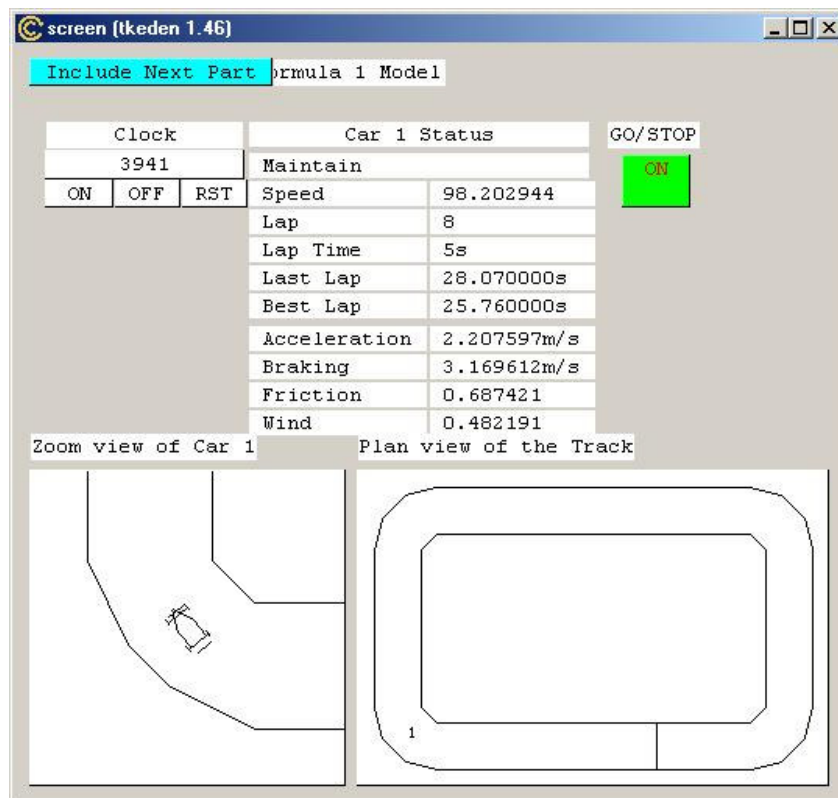 screen (tkeden 1.46)
Include Next Part ormula 1 Model
Clock Car 1 Status GO/STOP
3941 Maintain ON
ON OFF RST Speed 98.202944
Lap 8
Lap Time 5s
Last Lap 28.070000s
Best Lap 25.760000s
Acceleration 2.207597m/s
Braking 3.169612m/s
Friction 0.687421
Wind 0.482191
Zoom view of Car 1 Plan view of the Track
1